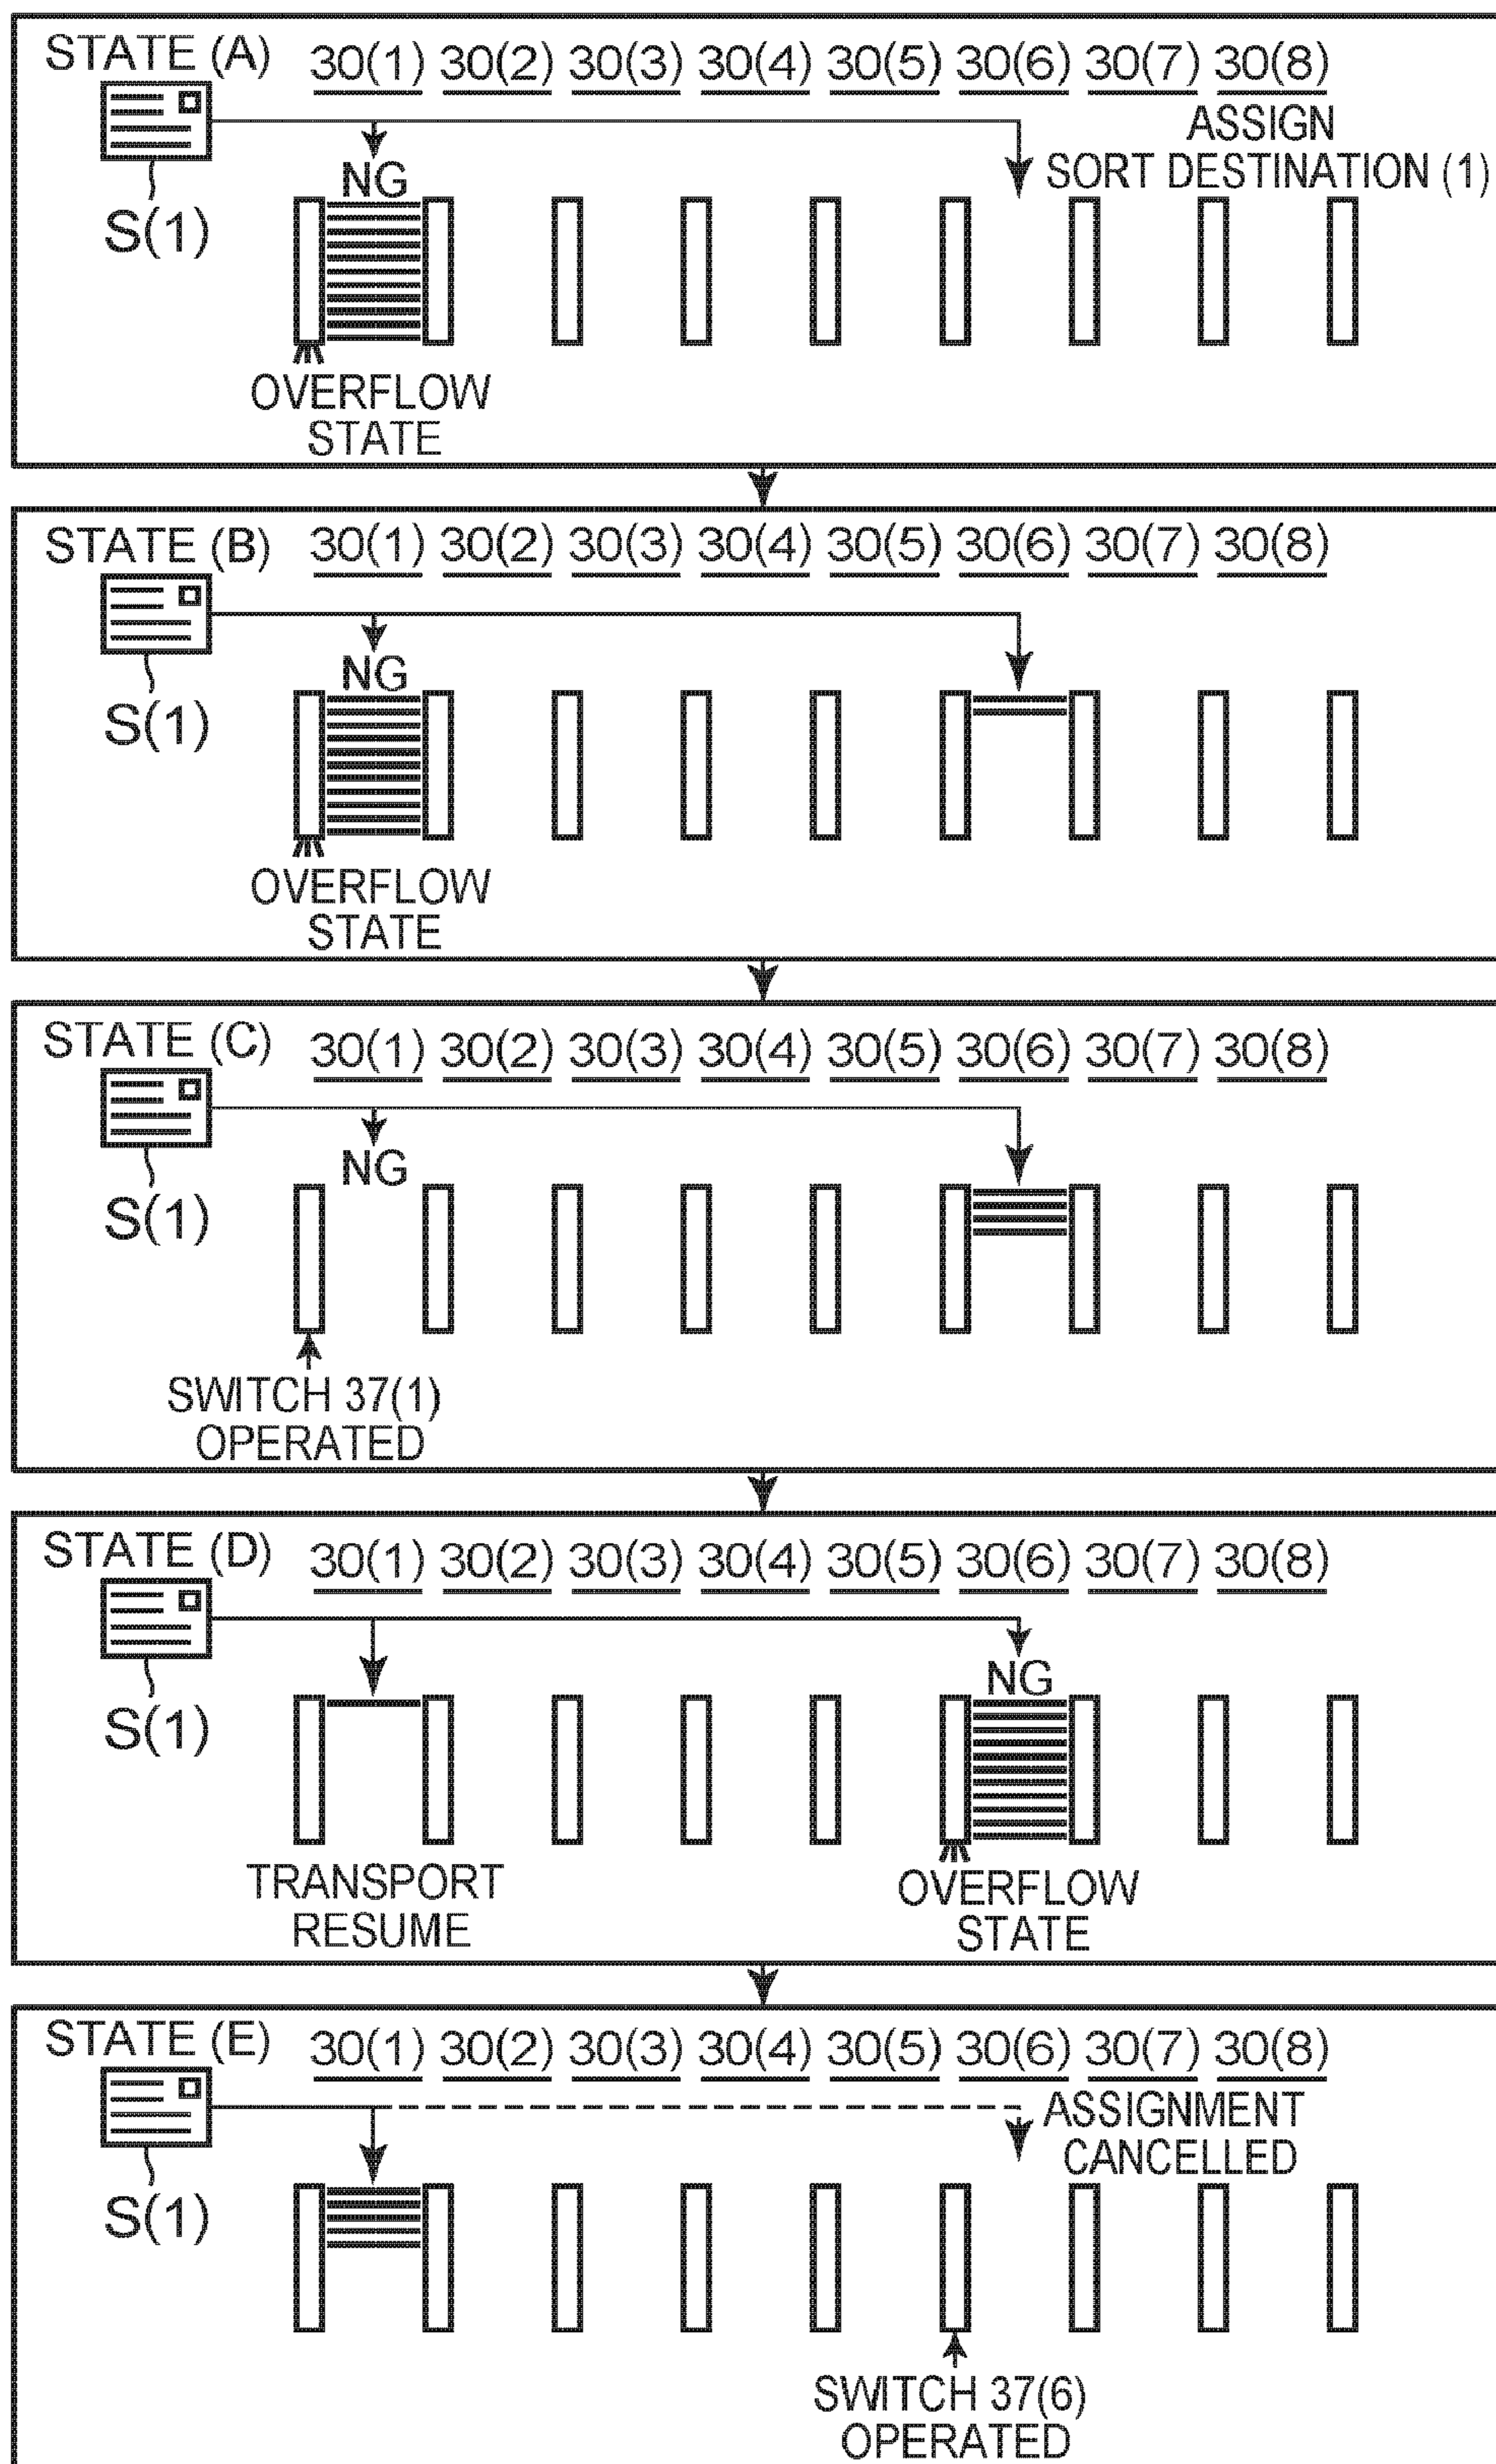 STATE (A) 30(1) 30(2) 30(3) 30(4) 30(5) 30(6) 30(7) 30(8)
ASSIGN
SORT DESTINATION (1)
NG
S(1)
OVERFLOW
STATE
STATE (B) 30(1) 30(2) 30(3) 30(4) 30(5) 30(6) 30(7) 30(8)
NG
S(1)
OVERFLOW
STATE
STATE (C) 30(1) 30(2) 30(3) 30(4) 30(5) 30(6) 30(7) 30(8)
NG
S(1)
SWITCH 37(1)
OPERATED
STATE (D) 30(1) 30(2) 30(3) 30(4) 30(5) 30(6) 30(7) 30(8)
NG
S(1)
TRANSPORT
RESUME
OVERFLOW
STATE
STATE (E) 30(1) 30(2) 30(3) 30(4) 30(5) 30(6) 30(7) 30(8)
ASSIGNMENT
CANCELLED
S(1)
SWITCH 37(6)
OPERATED